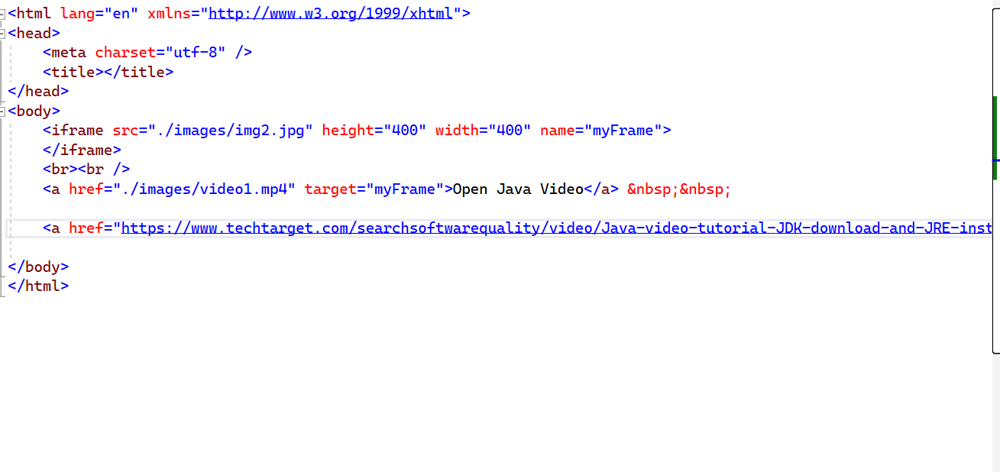 <html lang="en" xmlns="http://www.w3.org/1999/xhtml">
<head>
    <meta charset="utf-8" />
    <title></title>
</head>
<body>
    <iframe src="./images/img2.jpg" height="400" width="400" name="myFrame">
    </iframe>
    <br><br />
    <a href="./images/video1.mp4" target="myFrame">Open Java Video</a> &nbsp;&nbsp;
    <a href="https://www.techtarget.com/searchsoftwarequality/video/Java-video-tutorial-JDK-download-and-JRE-inst
</body>
</html>